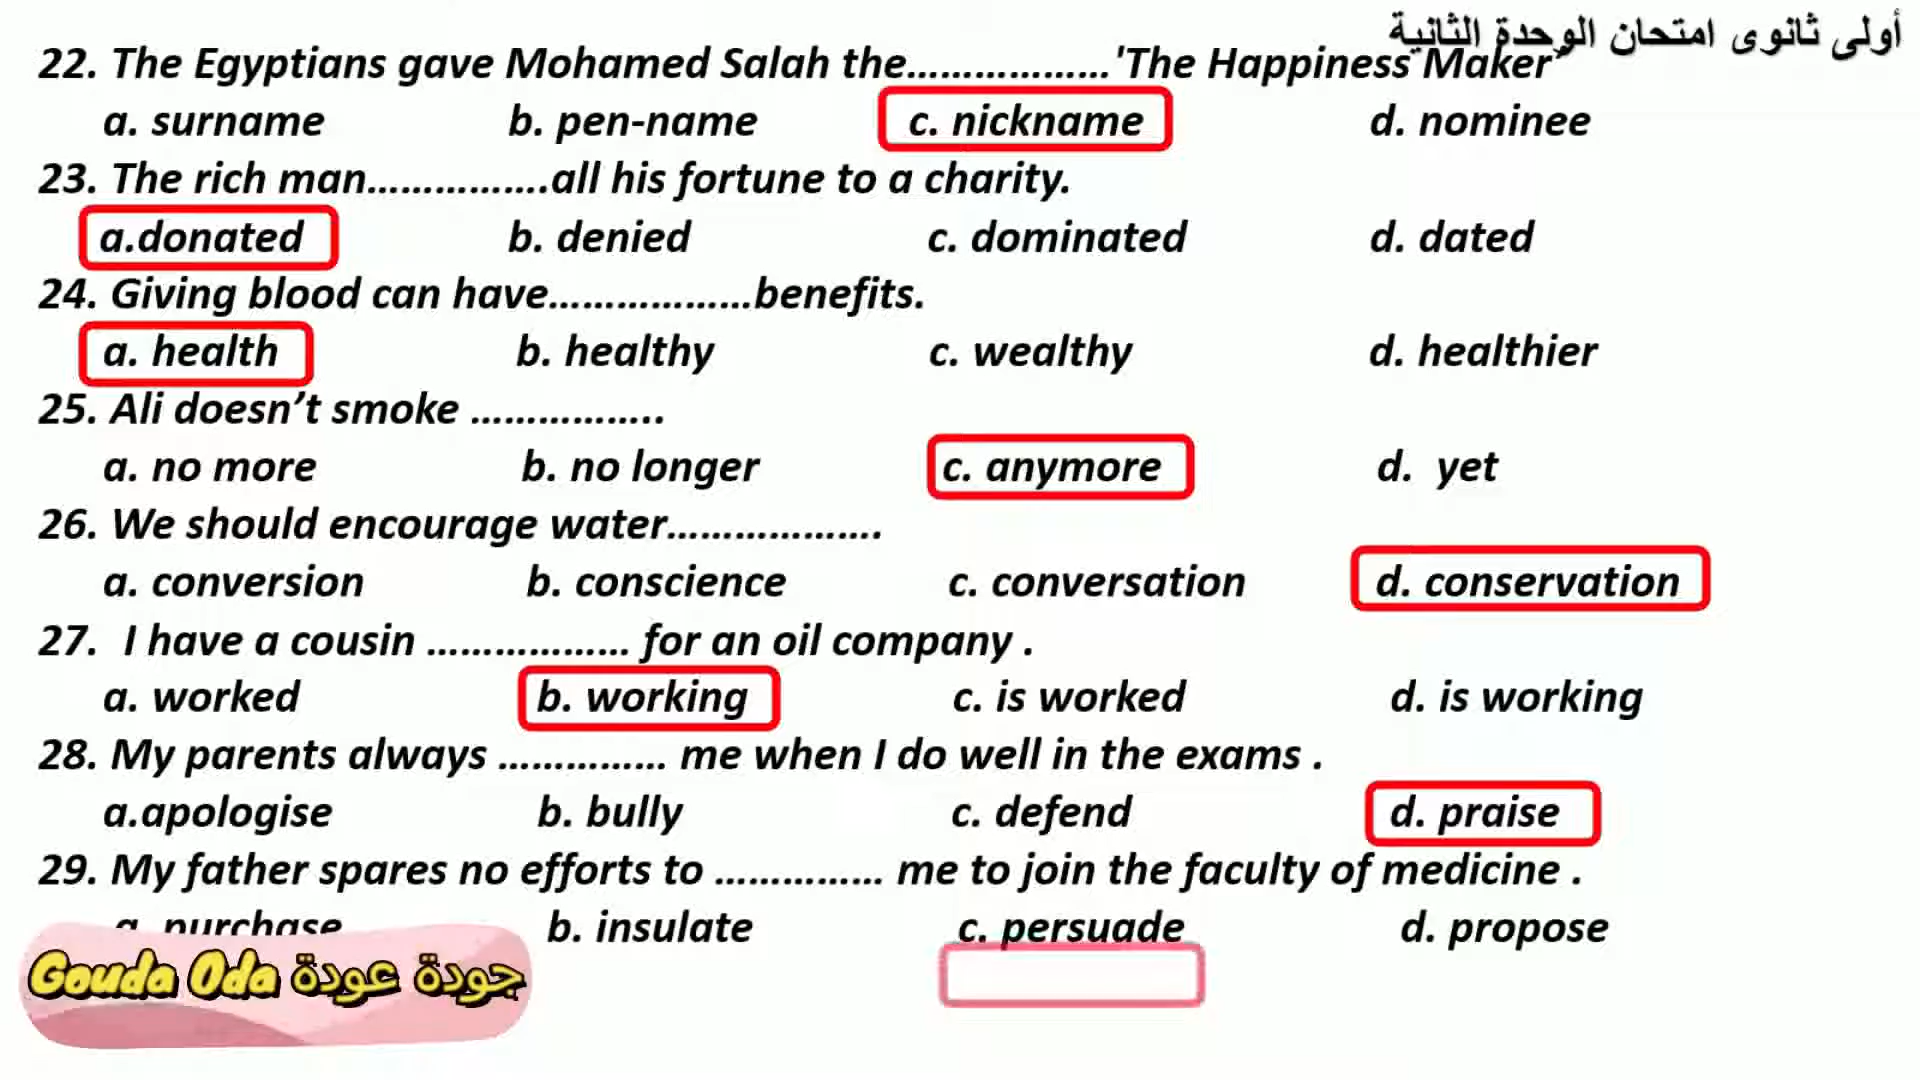 أولى ثانوى امتحان الوحدة الثانية
22. The Egyptians gave Mohamed Salah the………………'The Happiness Maker’
a. surname b. pen-name c. nickname d. nominee
23. The rich man…………….all his fortune to a charity.
a.donated b. denied c. dominated d. dated
24. Giving blood can have………………benefits.
a. health b. healthy c. wealthy d. healthier
25. Ali doesn’t smoke ……………..
a. no more b. no longer c. anymore d. yet
26. We should encourage water……………….
a. conversion b. conscience c. conversation d. conservation
27. I have a cousin ……………… for an oil company .
a. worked b. working c. is worked d. is working
28. My parents always …………… me when I do well in the exams .
a.apologise b. bully c. defend d. praise
29. My father spares no efforts to …………… me to join the faculty of medicine .
a. purchase b. insulate c. persuade d. propose
Gouda Oda جودة عودة